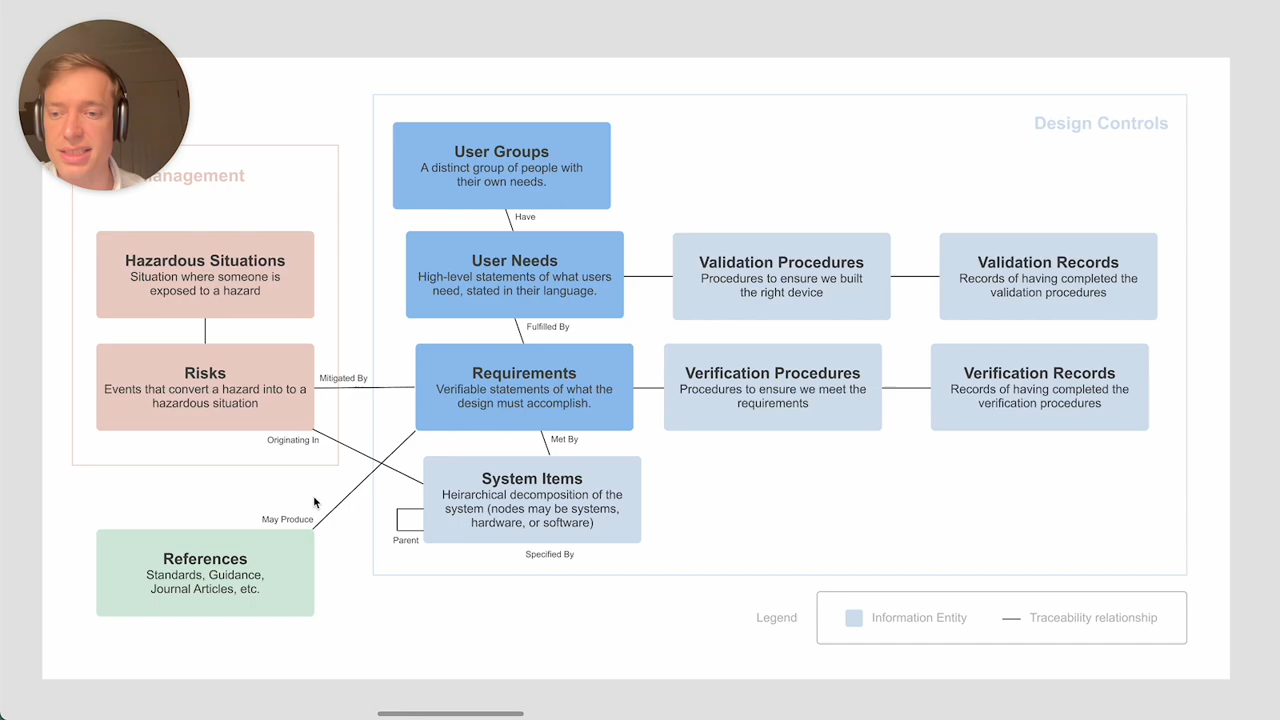 Design Controls
anagement
User Groups
A distinct group of people with
their own needs.
Have
Hazardous Situations
Situation where someone is
exposed to a hazard
User Needs
High-level statements of what users
need, stated in their language.
Validation Procedures
Procedures to ensure we built
the right device
Validation Records
Records of having completed the
validation procedures
Fulfilled By
Risks
Events that convert a hazard into to a
hazardous situation
Mitigated By
Requirements
Verifiable statements of what the
design must accomplish.
Verification Procedures
Procedures to ensure we meet the
requirements
Verification Records
Records of having completed the
verification procedures
Originating In
Met By
System Items
Heirarchical decomposition of the
system (nodes may be systems,
hardware, or software)
May Produce
Parent
Specified By
References
Standards, Guidance,
Journal Articles, etc.
Legend
Information Entity
Traceability relationship